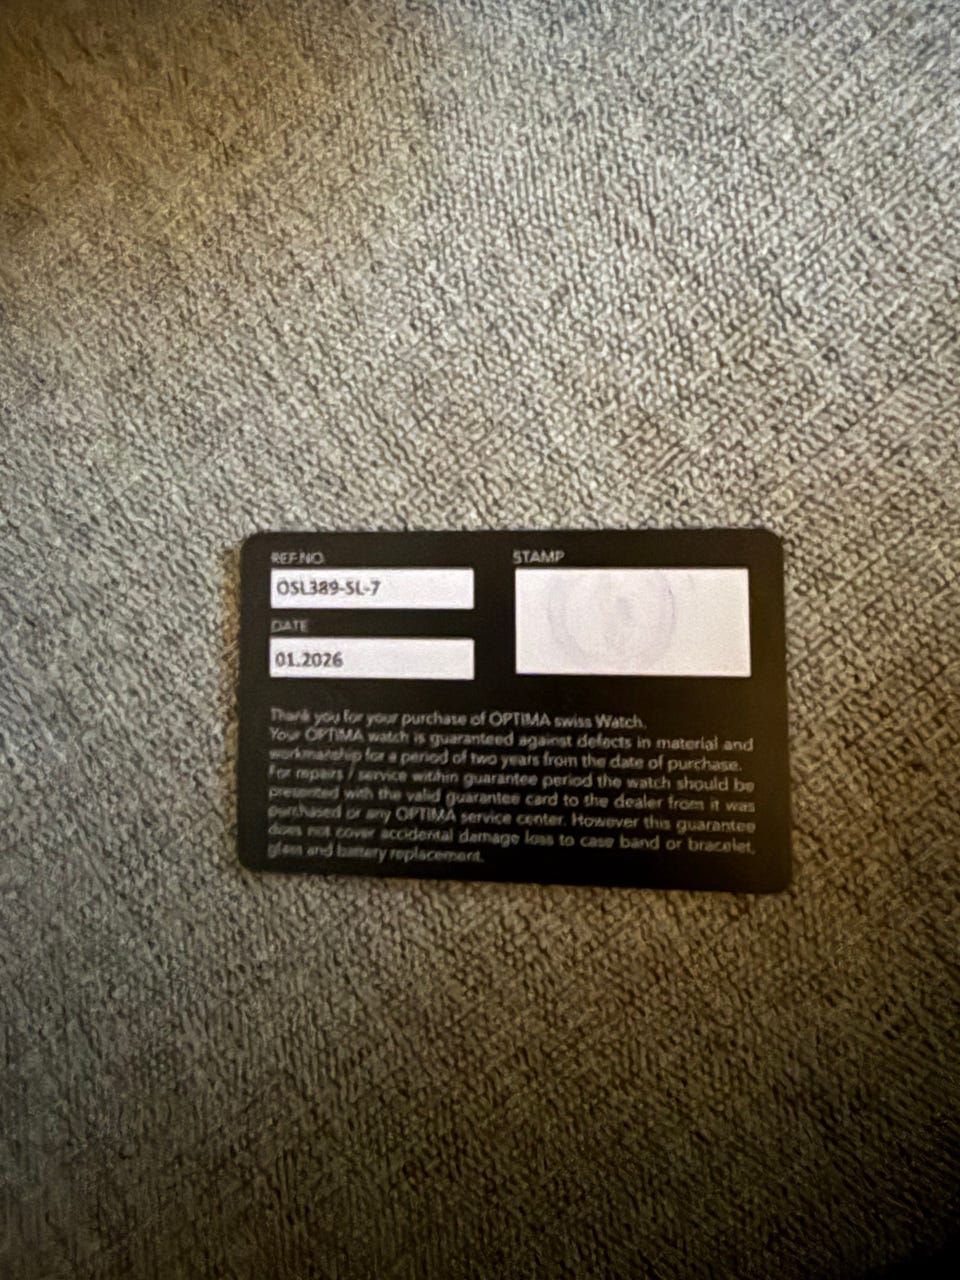 REF.NO.
OSL389-SL-7
DATE
01.2026
STAMP
Thank you for your purchase of OPTIMA swiss Watch.
Your OPTIMA watch is guaranteed against defects in material and
workmanship for a period of two years from the date of purchase.
For repairs / service within guarantee period the watch should be
presented with the valid guarantee card to the dealer from it was
purchased or any OPTIMA service center. However this guarantee
does not cover accidental damage loss to case band or bracelet,
glass and battery replacement.